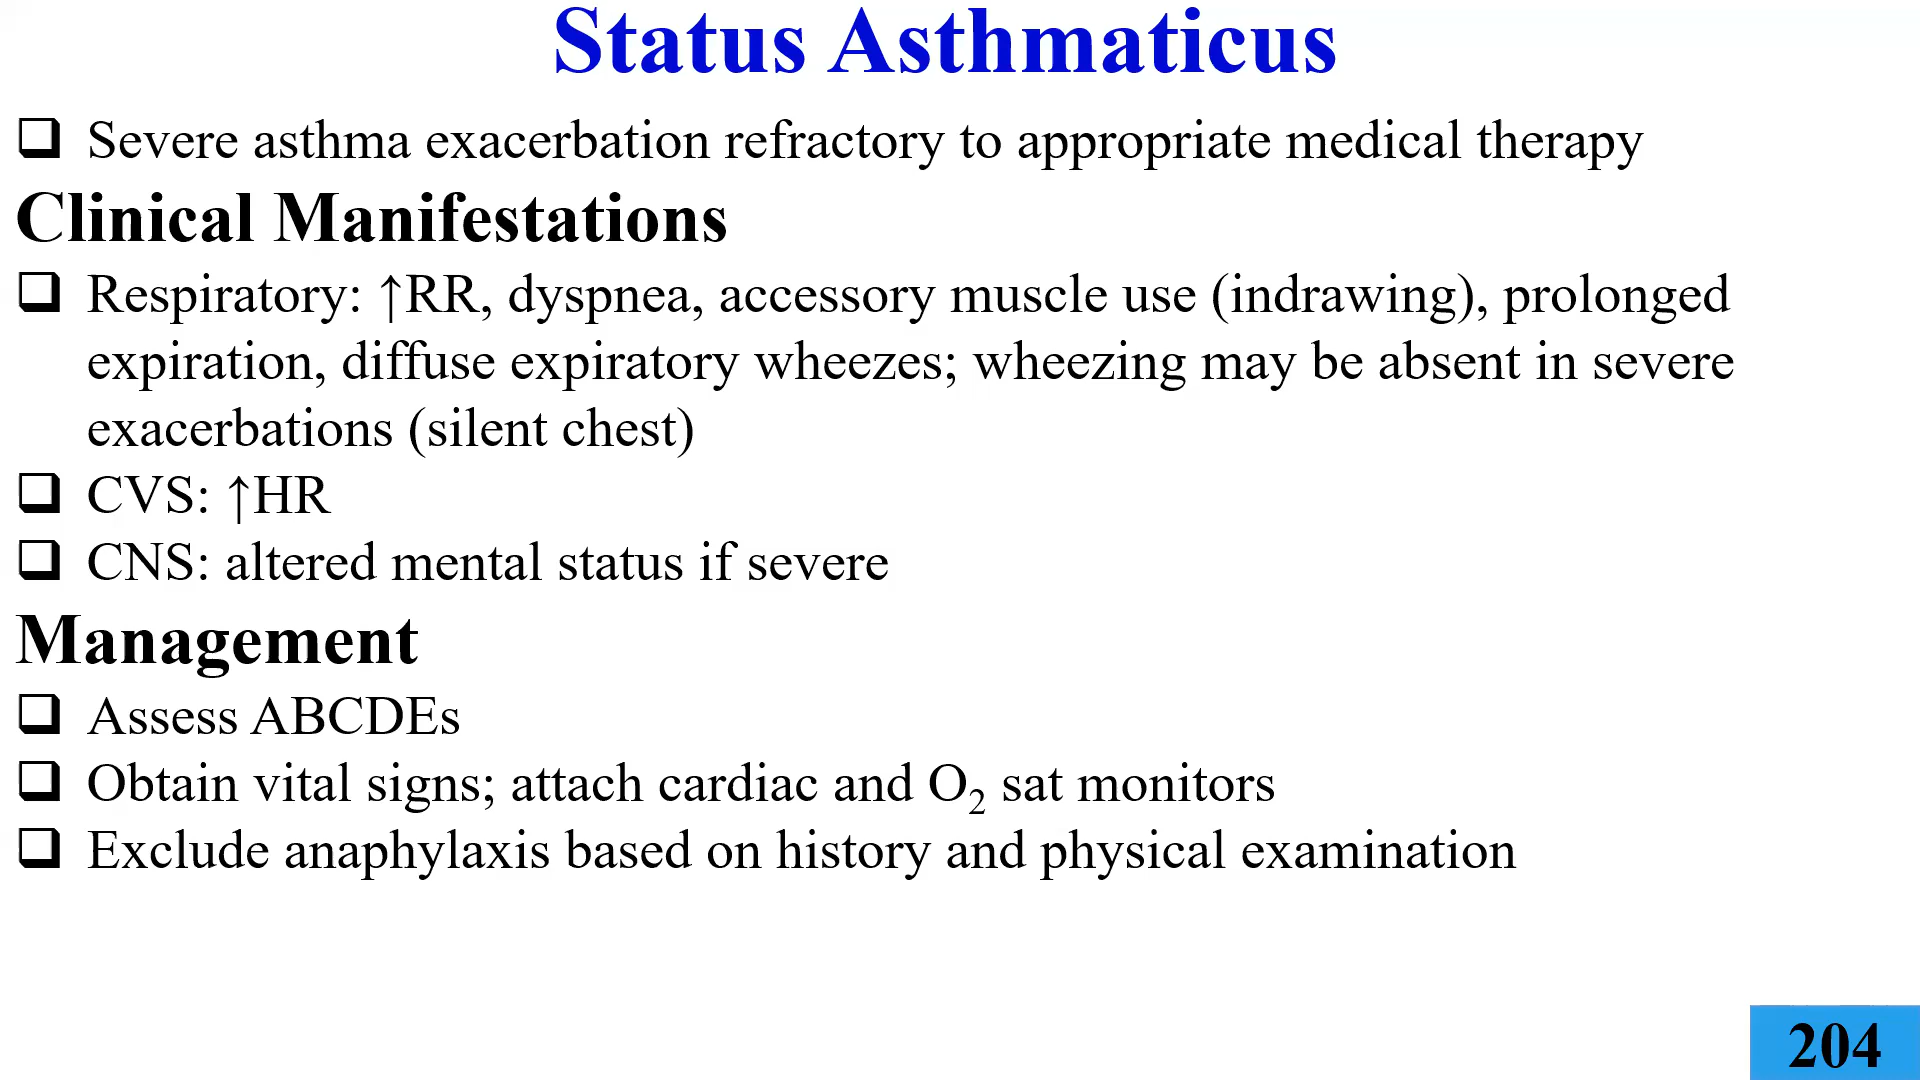 Status Asthmaticus
❑ Severe asthma exacerbation refractory to appropriate medical therapy
Clinical Manifestations
❑ Respiratory: ↑RR, dyspnea, accessory muscle use (indrawing), prolonged
expiration, diffuse expiratory wheezes; wheezing may be absent in severe
exacerbations (silent chest)
❑ CVS: ↑HR
❑ CNS: altered mental status if severe
Management
❑ Assess ABCDEs
❑ Obtain vital signs; attach cardiac and O₂ sat monitors
❑ Exclude anaphylaxis based on history and physical examination
204